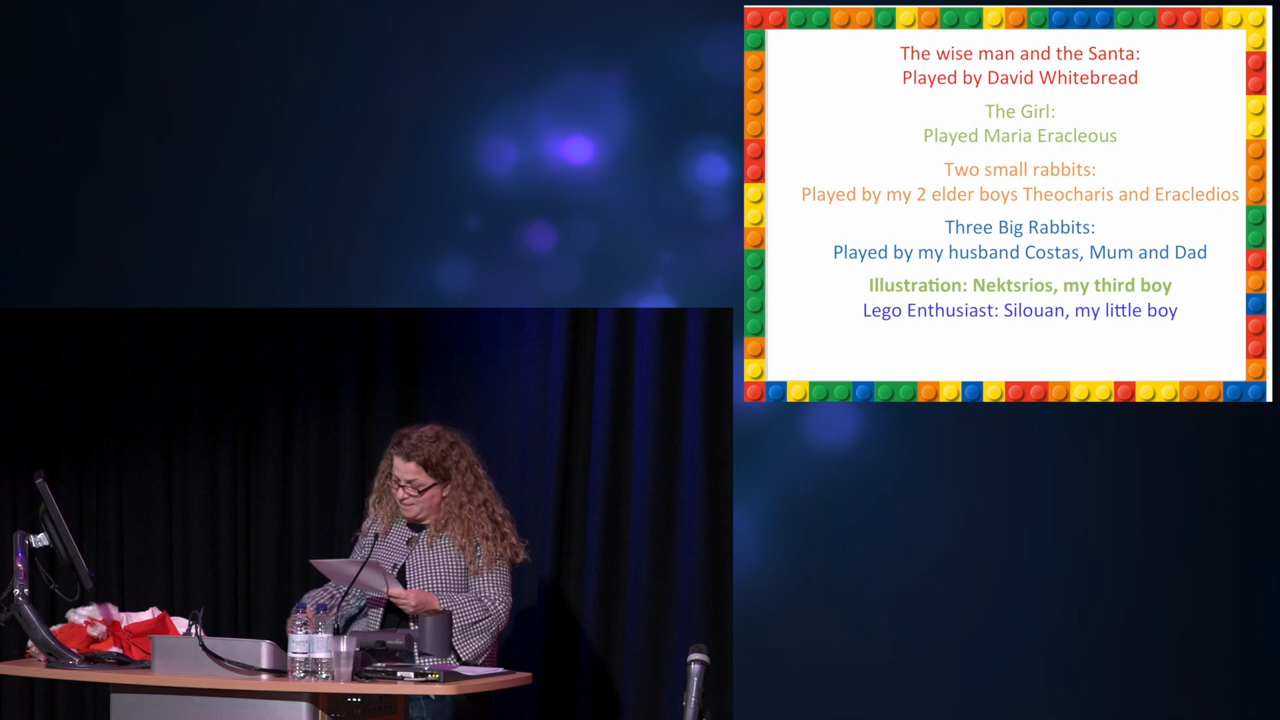 The wise man and the Santa:
Played by David Whitebread
The Girl:
Played Maria Eracleous
Two small rabbits:
Played by my 2 elder boys Theocharis and Eracledios
Three Big Rabbits:
Played by my husband Costas, Mum and Dad
Illustration: Nektsrios, my third boy
Lego Enthusiast: Silouan, my little boy